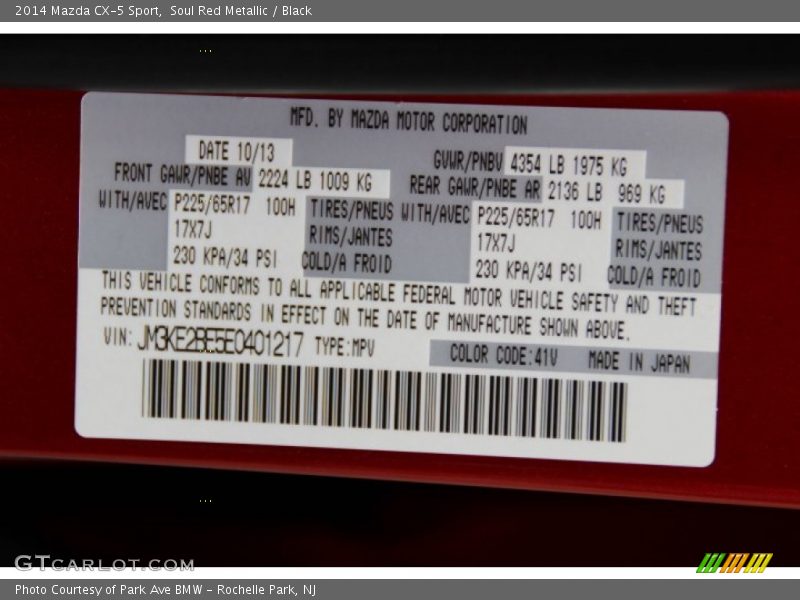 2014 Mazda CX-5 Sport, Soul Red Metallic / Black
MFD. BY MAZDA MOTOR CORPORATION
DATE 10/13 GVWR/PNBV 4354 LB 1975 KG
FRONT GAWR/PNBE AV 2224 LB 1009 KG REAR GAWR/PNBE AR 2136 LB 969 KG
WITH/AVEC P225/65R17 100H TIRES/PNEUS WITH/AVEC P225/65R17 100H TIRES/PNEUS
17X7J RIMS/JANTES 17X7J RIMS/JANTES
230 KPA/34 PSI COLD/A FROID 230 KPA/34 PSI COLD/A FROID
THIS VEHICLE CONFORMS TO ALL APPLICABLE FEDERAL MOTOR VEHICLE SAFETY AND THEFT
PREVENTION STANDARDS IN EFFECT ON THE DATE OF MANUFACTURE SHOWN ABOVE.
VIN: JM3KE2BE5E0401217 TYPE:MPV COLOR CODE:41V MADE IN JAPAN
GTCARLOT.COM
Photo Courtesy of Park Ave BMW - Rochelle Park, NJ